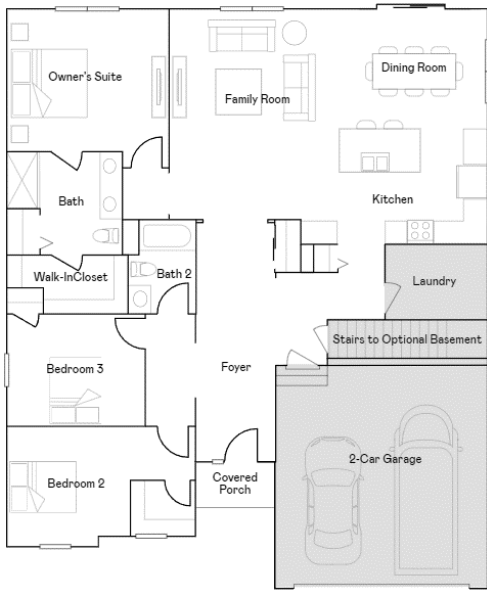 Owner's Suite
Family Room
Dining Room
Bath
Kitchen
Walk-InCloset
Bath 2
Laundry
Stairs to Optional Basement
Bedroom 3
Foyer
2-Car Garage
Bedroom 2
Covered
Porch